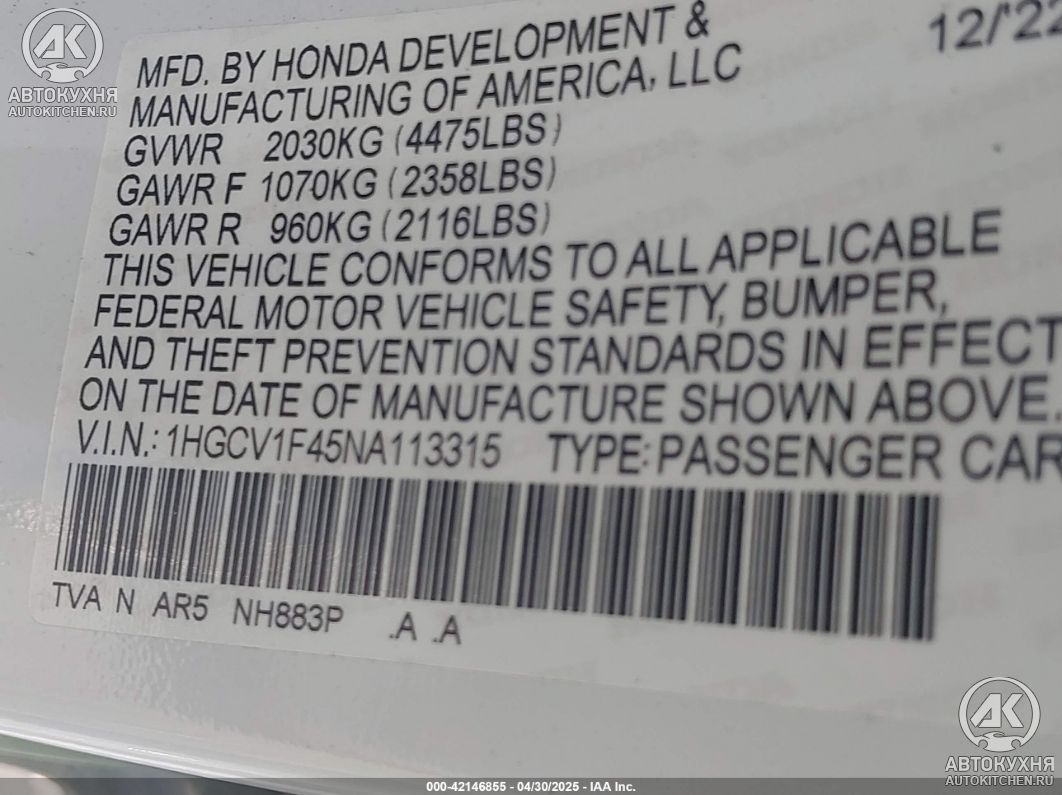 АВТОКУХНЯ
AUTOKITCHEN.RU
12/'22
MFD. BY HONDA DEVELOPMENT &
MANUFACTURING OF AMERICA, LLC
GVWR 2030KG (4475LBS)
GAWR F 1070KG (2358LBS)
GAWR R 960KG (2116LBS)
THIS VEHICLE CONFORMS TO ALL APPLICABLE
FEDERAL MOTOR VEHICLE SAFETY, BUMPER,
AND THEFT PREVENTION STANDARDS IN EFFECT
ON THE DATE OF MANUFACTURE SHOWN ABOVE.
V.I.N.: 1HGCV1F45NA113315 TYPE: PASSENGER CAR
TVA N AR5 NH883P .A .A
АК
АВТОКУХНЯ
AUTOKITCHEN.RU
000-42146855 - 04/30/2025 - IAA Inc.